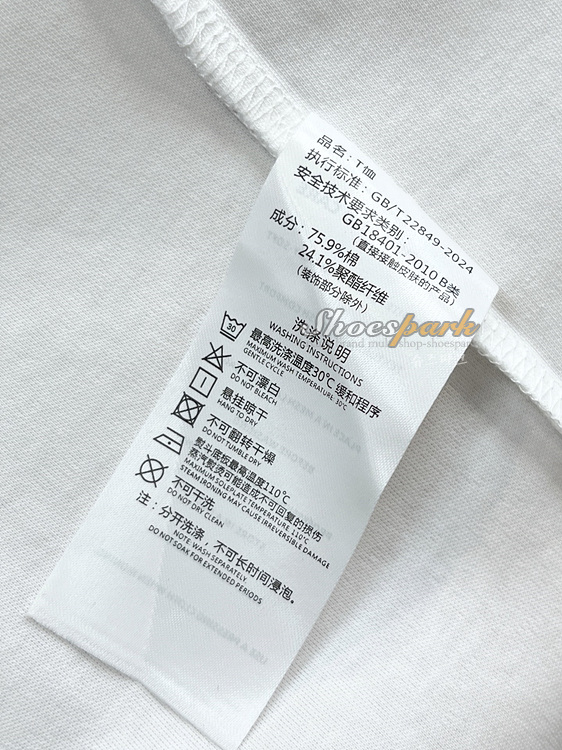 品名：T恤
执行标准：GB/T 22849-2024
安全技术要求类别：
GB 18401-2010 B类
(直接接触皮肤的产品)
成分：75.9%棉
24.1%聚酯纤维
(装饰部分除外)
洗涤说明
WASHING INSTRUCTIONS
30
最高洗涤温度30℃ 缓和程序
MAXIMUM WASH TEMPERATURE 30℃
GENTLE CYCLE
不可漂白
DO NOT BLEACH
悬挂晾干
HANG TO DRY
不可翻转干燥
DO NOT TUMBLE DRY
熨斗底板最高温度110℃
蒸汽熨烫可能造成不可回复的损伤
MAXIMUM SOLEPLATE TEMPERATURE 110℃
STEAM IRONING MAY CAUSE IRREVERSIBLE DAMAGE
不可干洗
DO NOT DRY CLEAN
注：分开洗涤 不可长时间浸泡.
NOTE: WASH SEPARATELY
DO NOT SOAK FOR EXTENDED PERIODS
Shoespark